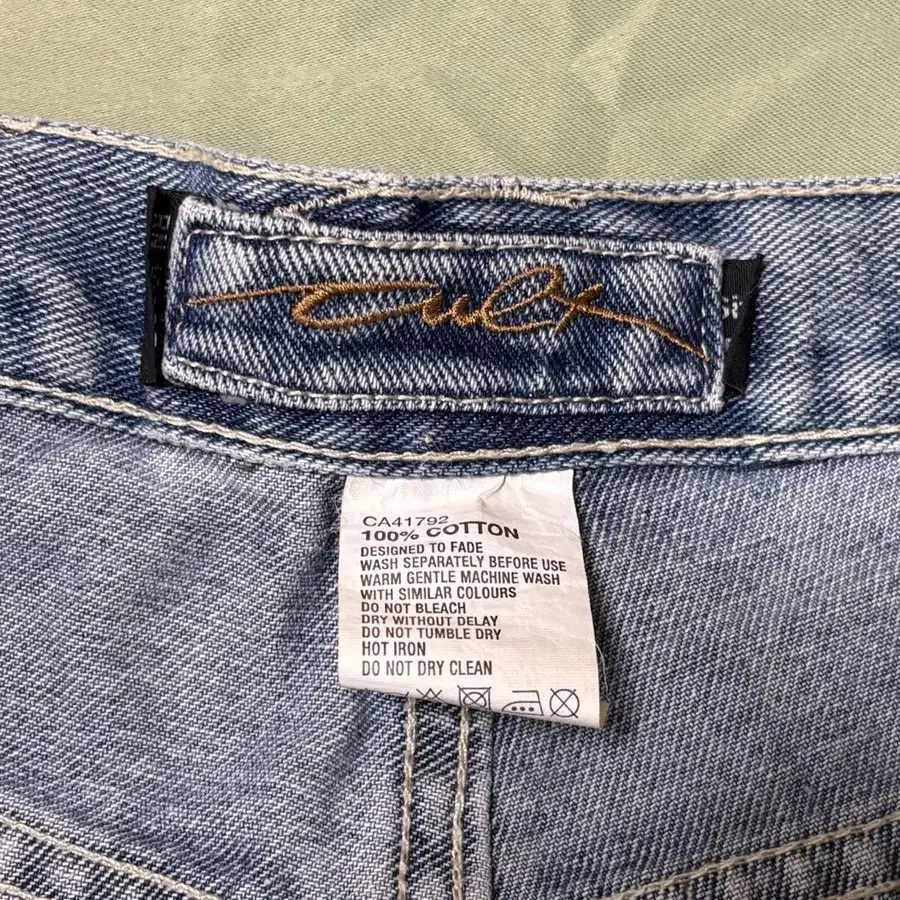 Cult
CA41792
100% COTTON
DESIGNED TO FADE
WASH SEPARATELY BEFORE USE
WARM GENTLE MACHINE WASH
WITH SIMILAR COLOURS
DO NOT BLEACH
DRY WITHOUT DELAY
DO NOT TUMBLE DRY
HOT IRON
DO NOT DRY CLEAN